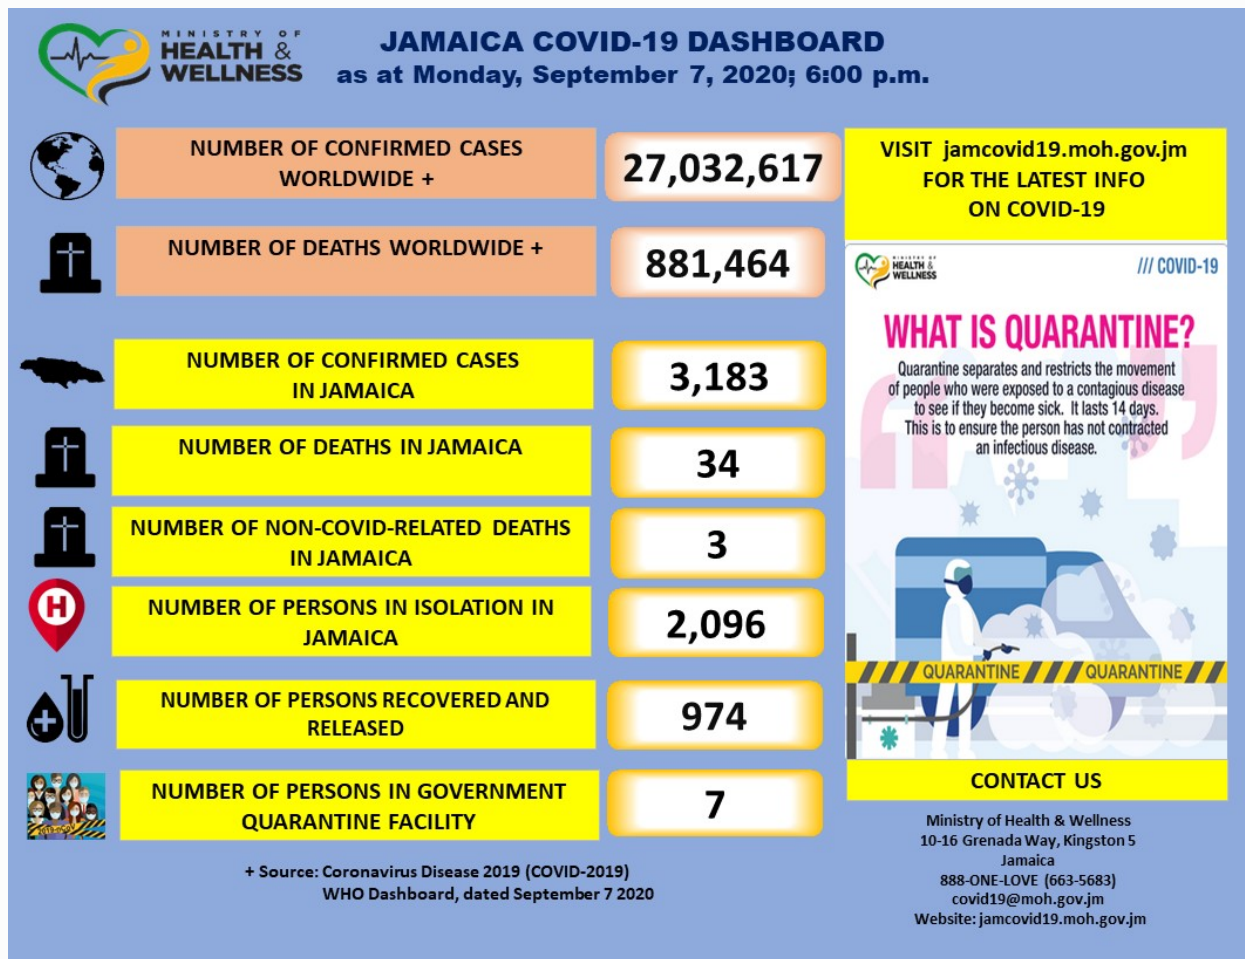 MINISTRY OF
HEALTH &
WELLNESS
JAMAICA COVID-19 DASHBOARD
as at Monday, September 7, 2020; 6:00 p.m.
NUMBER OF CONFIRMED CASES
WORLDWIDE +
27,032,617
NUMBER OF DEATHS WORLDWIDE +
881,464
NUMBER OF CONFIRMED CASES
IN JAMAICA
3,183
NUMBER OF DEATHS IN JAMAICA
34
NUMBER OF NON-COVID-RELATED DEATHS
IN JAMAICA
3
H
NUMBER OF PERSONS IN ISOLATION IN
JAMAICA
2,096
NUMBER OF PERSONS RECOVERED AND
RELEASED
974
2019-nCoV
NUMBER OF PERSONS IN GOVERNMENT
QUARANTINE FACILITY
7
+ Source: Coronavirus Disease 2019 (COVID-2019)
WHO Dashboard, dated September 7 2020
VISIT jamcovid19.moh.gov.jm
FOR THE LATEST INFO
ON COVID-19
MINISTRY OF
HEALTH &
WELLNESS
/// COVID-19
WHAT IS QUARANTINE?
Quarantine separates and restricts the movement
of people who were exposed to a contagious disease
to see if they become sick. It lasts 14 days.
This is to ensure the person has not contracted
an infectious disease.
QUARANTINE QUARANTINE
CONTACT US
Ministry of Health & Wellness
10-16 Grenada Way, Kingston 5
Jamaica
888-ONE-LOVE (663-5683)
covid19@moh.gov.jm
Website: jamcovid19.moh.gov.jm